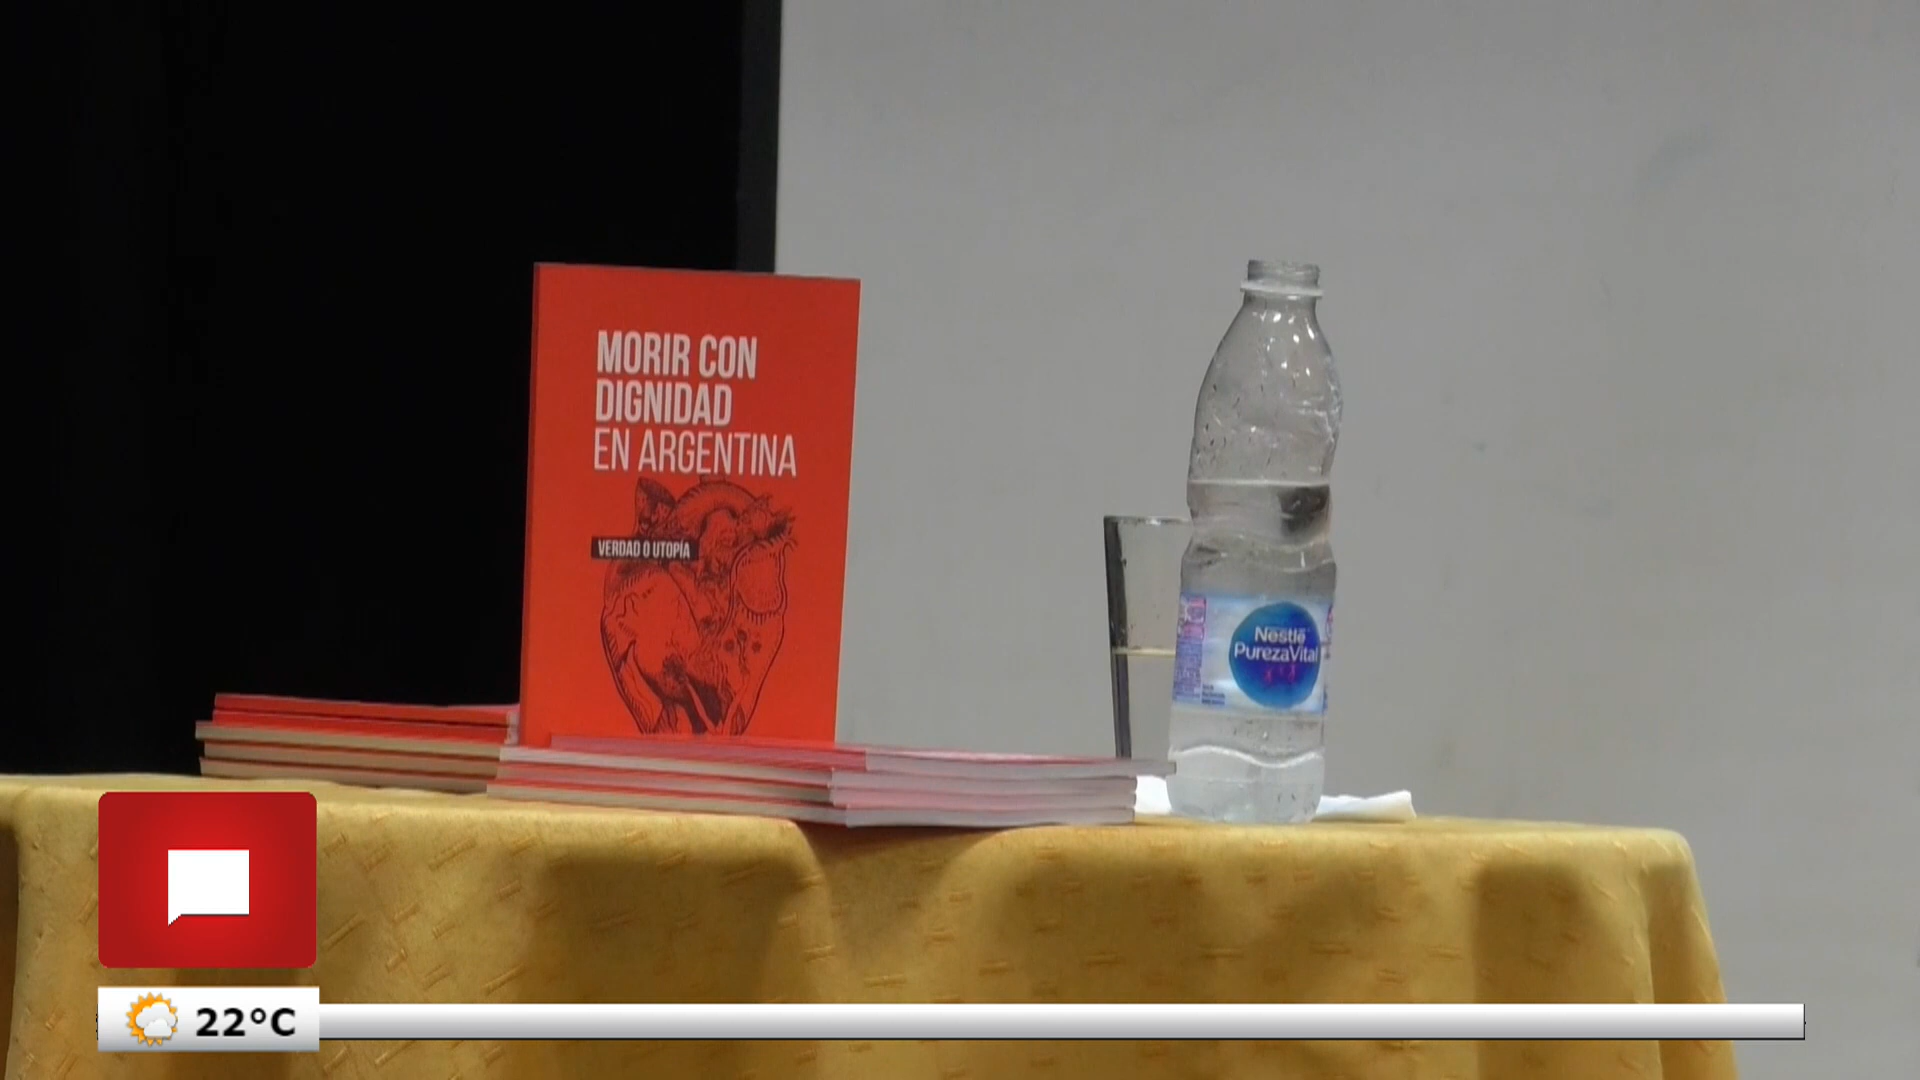 MORIR CON
DIGNIDAD
EN ARGENTINA
VERDAD O UTOPÍA
Nestlé
PurezaVital
22°C